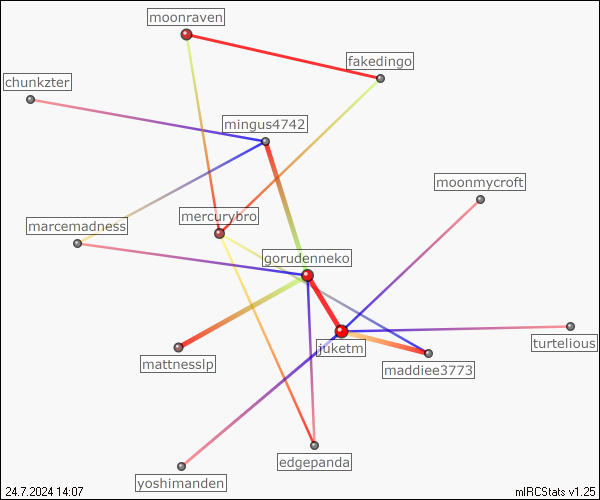 moonraven
fakedingo
chunkzter
mingus4742
moonmycroft
mercurybro
marcemadness
gorudenneko
turtelious
juketm
mattnesslp
maddiee3773
edgepanda
yoshimanden
24.7.2024 14:07
mIRCStats v1.25